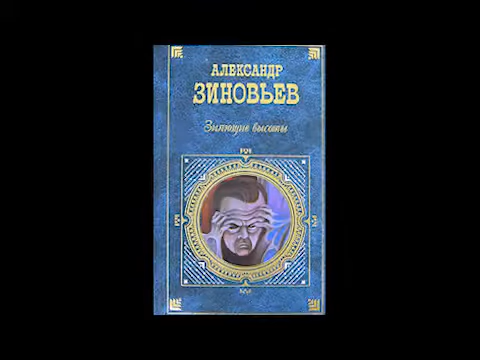 АЛЕКСАНДР
ЗИНОВЬЕВ
Зияющие высоты